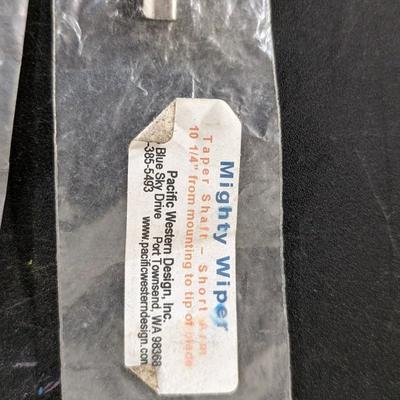 Mighty Wiper
Taper Shaft - Short Arm
10 1/4" from mounting to tip of blade
Pacific Western Design, Inc.
Blue Sky Drive Port Townsend, WA 98368
-385-5493
www.pacificwesterndesign.com